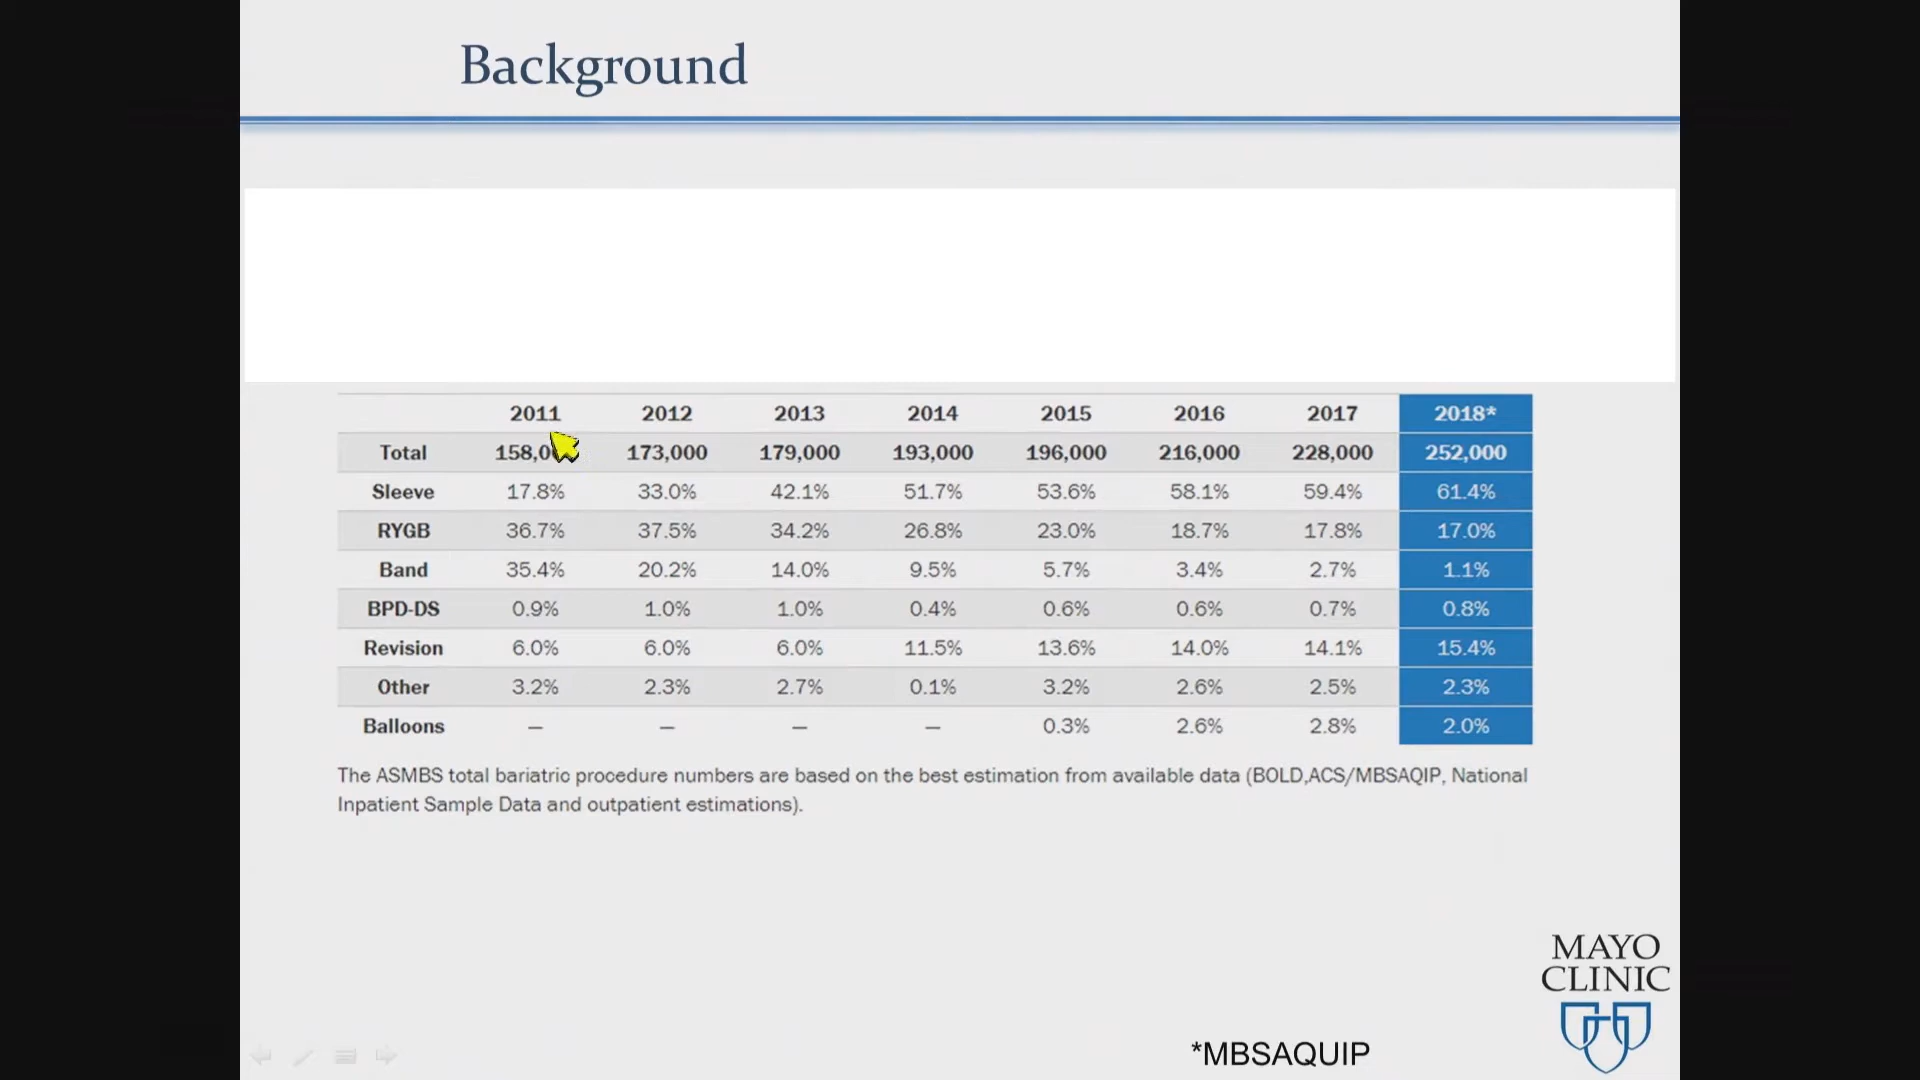 Background
2011 2012 2013 2014 2015 2016 2017 2018*
Total 173,000 179,000 193,000 196,000 216,000 228,000 252,000
Sleeve 17.8% 33.0% 42.1% 51.7% 53.6% 58.1% 59.4% 61.4%
RYGB 36.7% 37.5% 34.2% 26.8% 23.0% 18.7% 17.8% 17.0%
Band 35.4% 20.2% 14.0% 9.5% 5.7% 3.4% 2.7% 1.1%
BPD-DS 0.9% 1.0% 1.0% 0.4% 0.6% 0.6% 0.7% 0.8%
Revision 6.0% 6.0% 6.0% 11.5% 13.6% 14.0% 14.1% 15.4%
Other 3.2% 2.3% 2.7% 0.1% 3.2% 2.6% 2.5% 2.3%
Balloons — — — — 0.3% 2.6% 2.8% 2.0%
The ASMBS total bariatric procedure numbers are based on the best estimation from available data (BOLD,ACS/MBSAQIP, National
Inpatient Sample Data and outpatient estimations).
MAYO
CLINIC
*MBSAQUIP